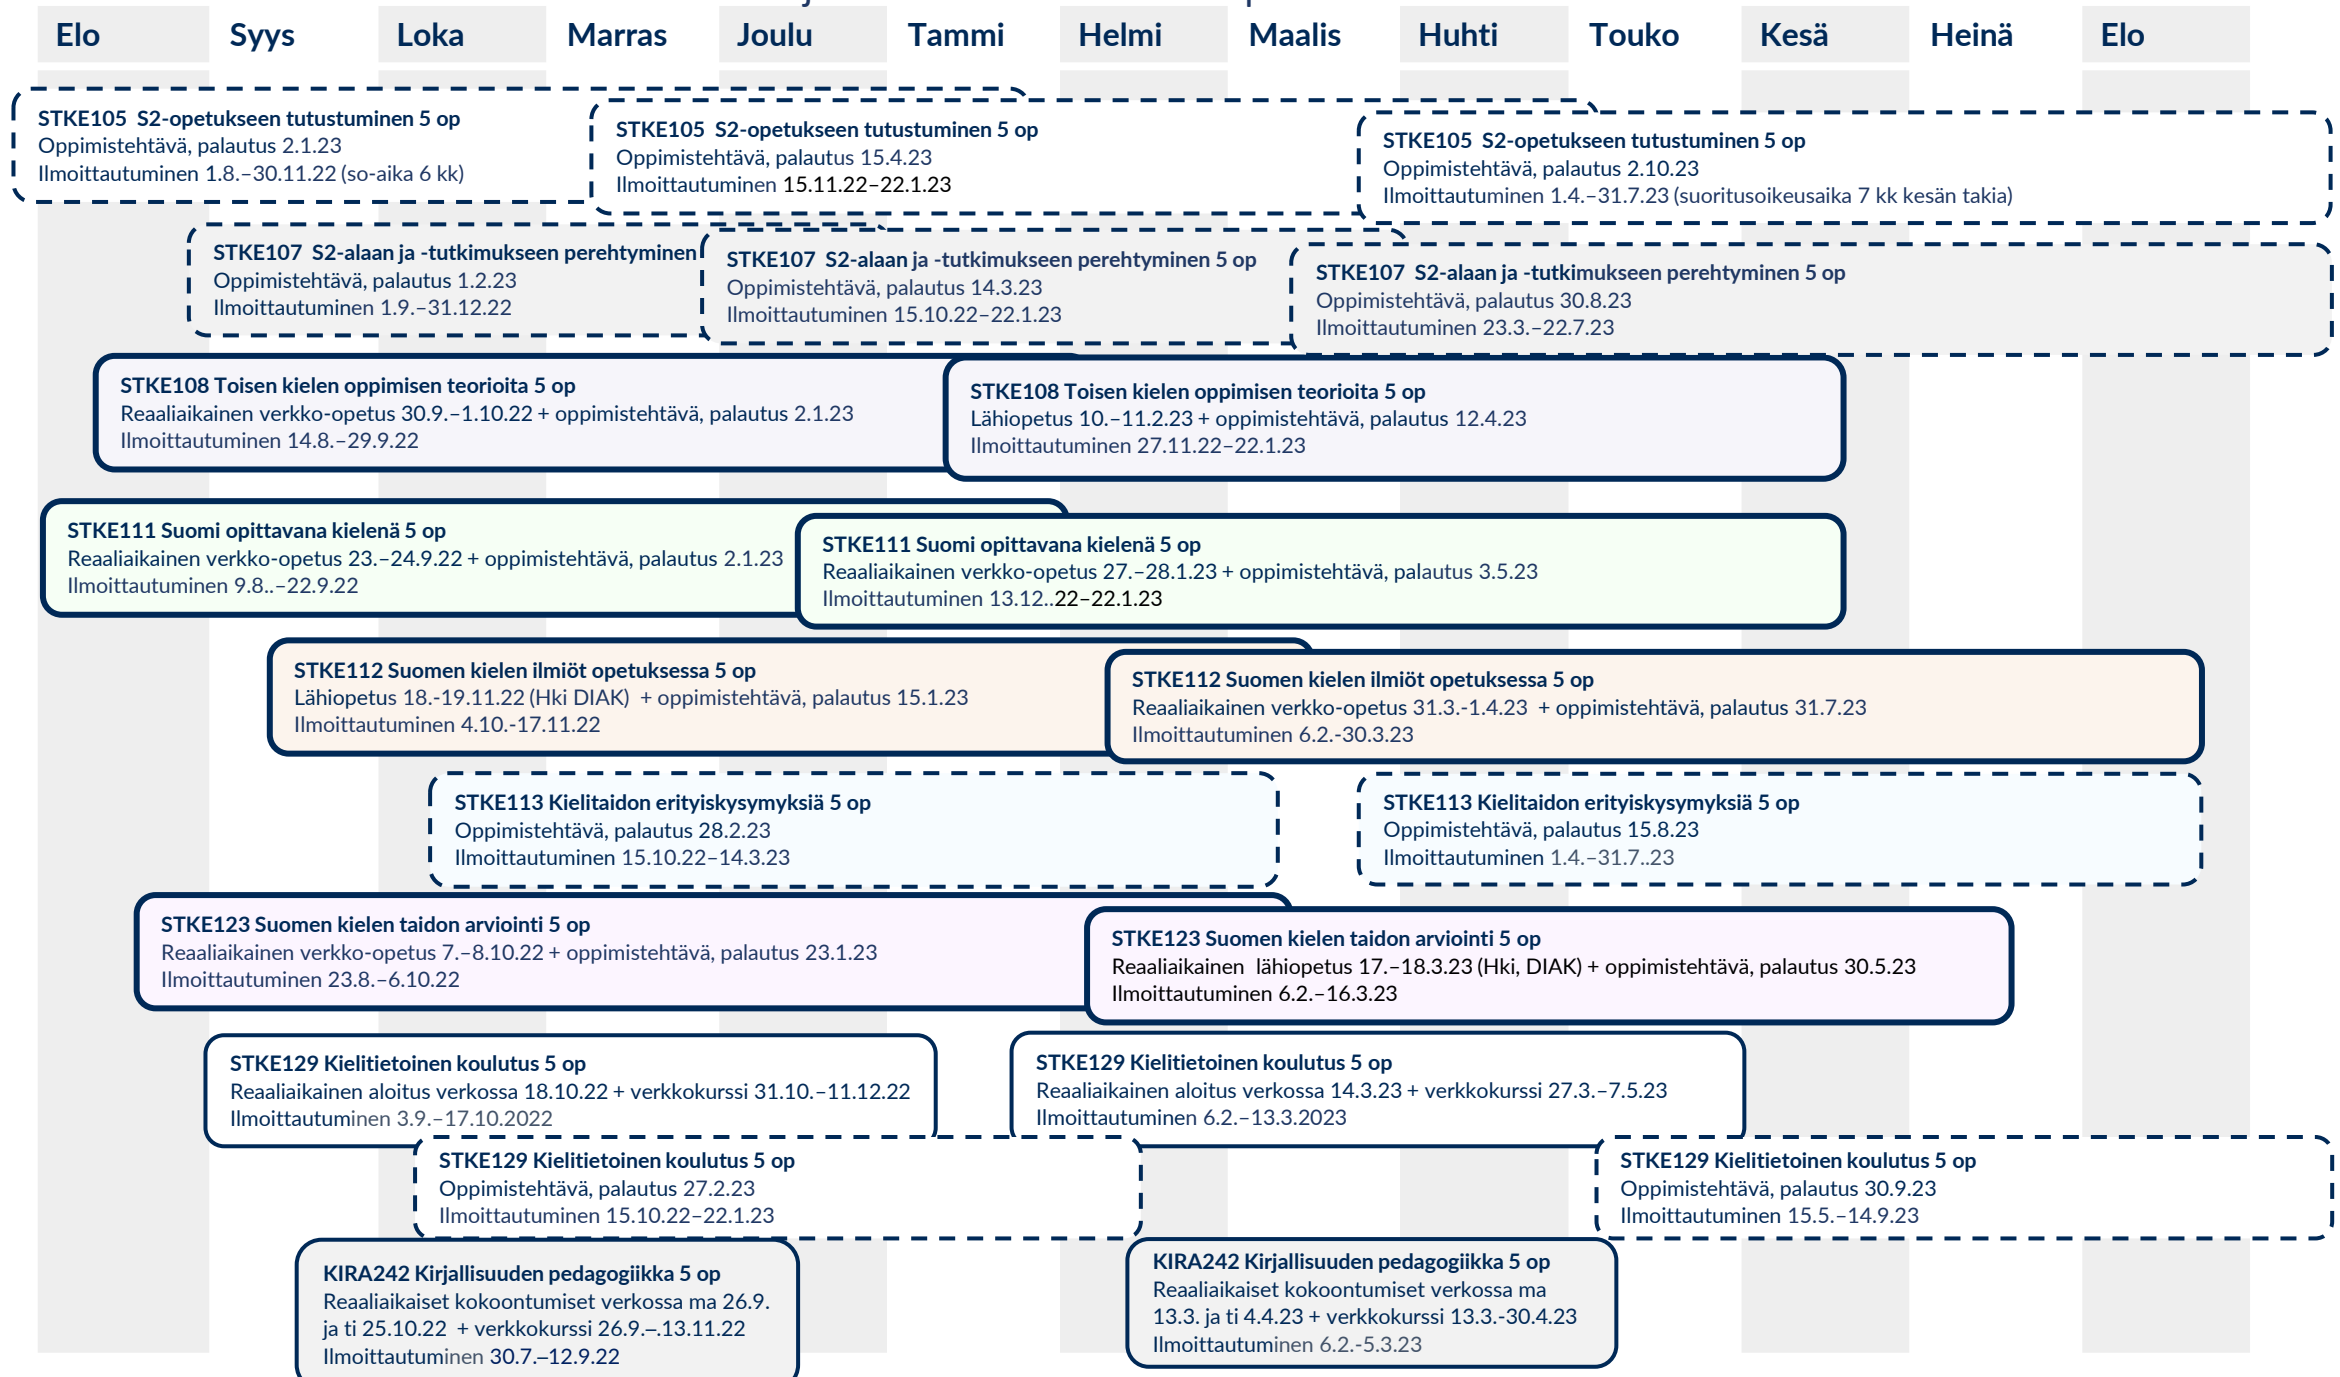 Elo Syys Loka Marras Joulu Tammi Helmi Maalis Huhti Touko Kesä Heinä Elo
STKE105 S2-opetukseen tutustuminen 5 op
Oppimistehtävä, palautus 2.1.23
Ilmoittautuminen 1.8.–30.11.22 (so-aika 6 kk)
STKE105 S2-opetukseen tutustuminen 5 op
Oppimistehtävä, palautus 15.4.23
Ilmoittautuminen 15.11.22–22.1.23
STKE105 S2-opetukseen tutustuminen 5 op
Oppimistehtävä, palautus 2.10.23
Ilmoittautuminen 1.4.–31.7.23 (suoritusoikeusaika 7 kk kesän takia)
STKE107 S2-alaan ja -tutkimukseen perehtyminen
Oppimistehtävä, palautus 1.2.23
Ilmoittautuminen 1.9.–31.12.22
STKE107 S2-alaan ja -tutkimukseen perehtyminen 5 op
Oppimistehtävä, palautus 14.3.23
Ilmoittautuminen 15.10.22–22.1.23
STKE107 S2-alaan ja -tutkimukseen perehtyminen 5 op
Oppimistehtävä, palautus 30.8.23
Ilmoittautuminen 23.3.–22.7.23
STKE108 Toisen kielen oppimisen teorioita 5 op
Reaaliaikainen verkko-opetus 30.9.–1.10.22 + oppimistehtävä, palautus 2.1.23
Ilmoittautuminen 14.8.–29.9.22
STKE108 Toisen kielen oppimisen teorioita 5 op
Lähiopetus 10.–11.2.23 + oppimistehtävä, palautus 12.4.23
Ilmoittautuminen 27.11.22–22.1.23
STKE111 Suomi opittavana kielenä 5 op
Reaaliaikainen verkko-opetus 23.–24.9.22 + oppimistehtävä, palautus 2.1.23
Ilmoittautuminen 9.8..–22.9.22
STKE111 Suomi opittavana kielenä 5 op
Reaaliaikainen verkko-opetus 27.–28.1.23 + oppimistehtävä, palautus 3.5.23
Ilmoittautuminen 13.12..22–22.1.23
STKE112 Suomen kielen ilmiöt opetuksessa 5 op
Lähiopetus 18.-19.11.22 (Hki DIAK) + oppimistehtävä, palautus 15.1.23
Ilmoittautuminen 4.10.-17.11.22
STKE112 Suomen kielen ilmiöt opetuksessa 5 op
Reaaliaikainen verkko-opetus 31.3.-1.4.23 + oppimistehtävä, palautus 31.7.23
Ilmoittautuminen 6.2.-30.3.23
STKE113 Kielitaidon erityiskysymyksiä 5 op
Oppimistehtävä, palautus 28.2.23
Ilmoittautuminen 15.10.22–14.3.23
STKE113 Kielitaidon erityiskysymyksiä 5 op
Oppimistehtävä, palautus 15.8.23
Ilmoittautuminen 1.4.–31.7..23
STKE123 Suomen kielen taidon arviointi 5 op
Reaaliaikainen verkko-opetus 7.–8.10.22 + oppimistehtävä, palautus 23.1.23
Ilmoittautuminen 23.8.–6.10.22
STKE123 Suomen kielen taidon arviointi 5 op
Reaaliaikainen lähiopetus 17.–18.3.23 (Hki, DIAK) + oppimistehtävä, palautus 30.5.23
Ilmoittautuminen 6.2.–16.3.23
STKE129 Kielitietoinen koulutus 5 op
Reaaliaikainen aloitus verkossa 18.10.22 + verkkokurssi 31.10.–11.12.22
Ilmoittautuminen 3.9.–17.10.2022
STKE129 Kielitietoinen koulutus 5 op
Reaaliaikainen aloitus verkossa 14.3.23 + verkkokurssi 27.3.–7.5.23
Ilmoittautuminen 6.2.–13.3.2023
STKE129 Kielitietoinen koulutus 5 op
Oppimistehtävä, palautus 27.2.23
Ilmoittautuminen 15.10.22–22.1.23
STKE129 Kielitietoinen koulutus 5 op
Oppimistehtävä, palautus 30.9.23
Ilmoittautuminen 15.5.–14.9.23
KIRA242 Kirjallisuuden pedagogiikka 5 op
Reaaliaikaiset kokoontumiset verkossa ma 26.9.
ja ti 25.10.22 + verkkokurssi 26.9.–.13.11.22
Ilmoittautuminen 30.7.–12.9.22
KIRA242 Kirjallisuuden pedagogiikka 5 op
Reaaliaikaiset kokoontumiset verkossa ma
13.3. ja ti 4.4.23 + verkkokurssi 13.3.-30.4.23
Ilmoittautuminen 6.2.-5.3.23